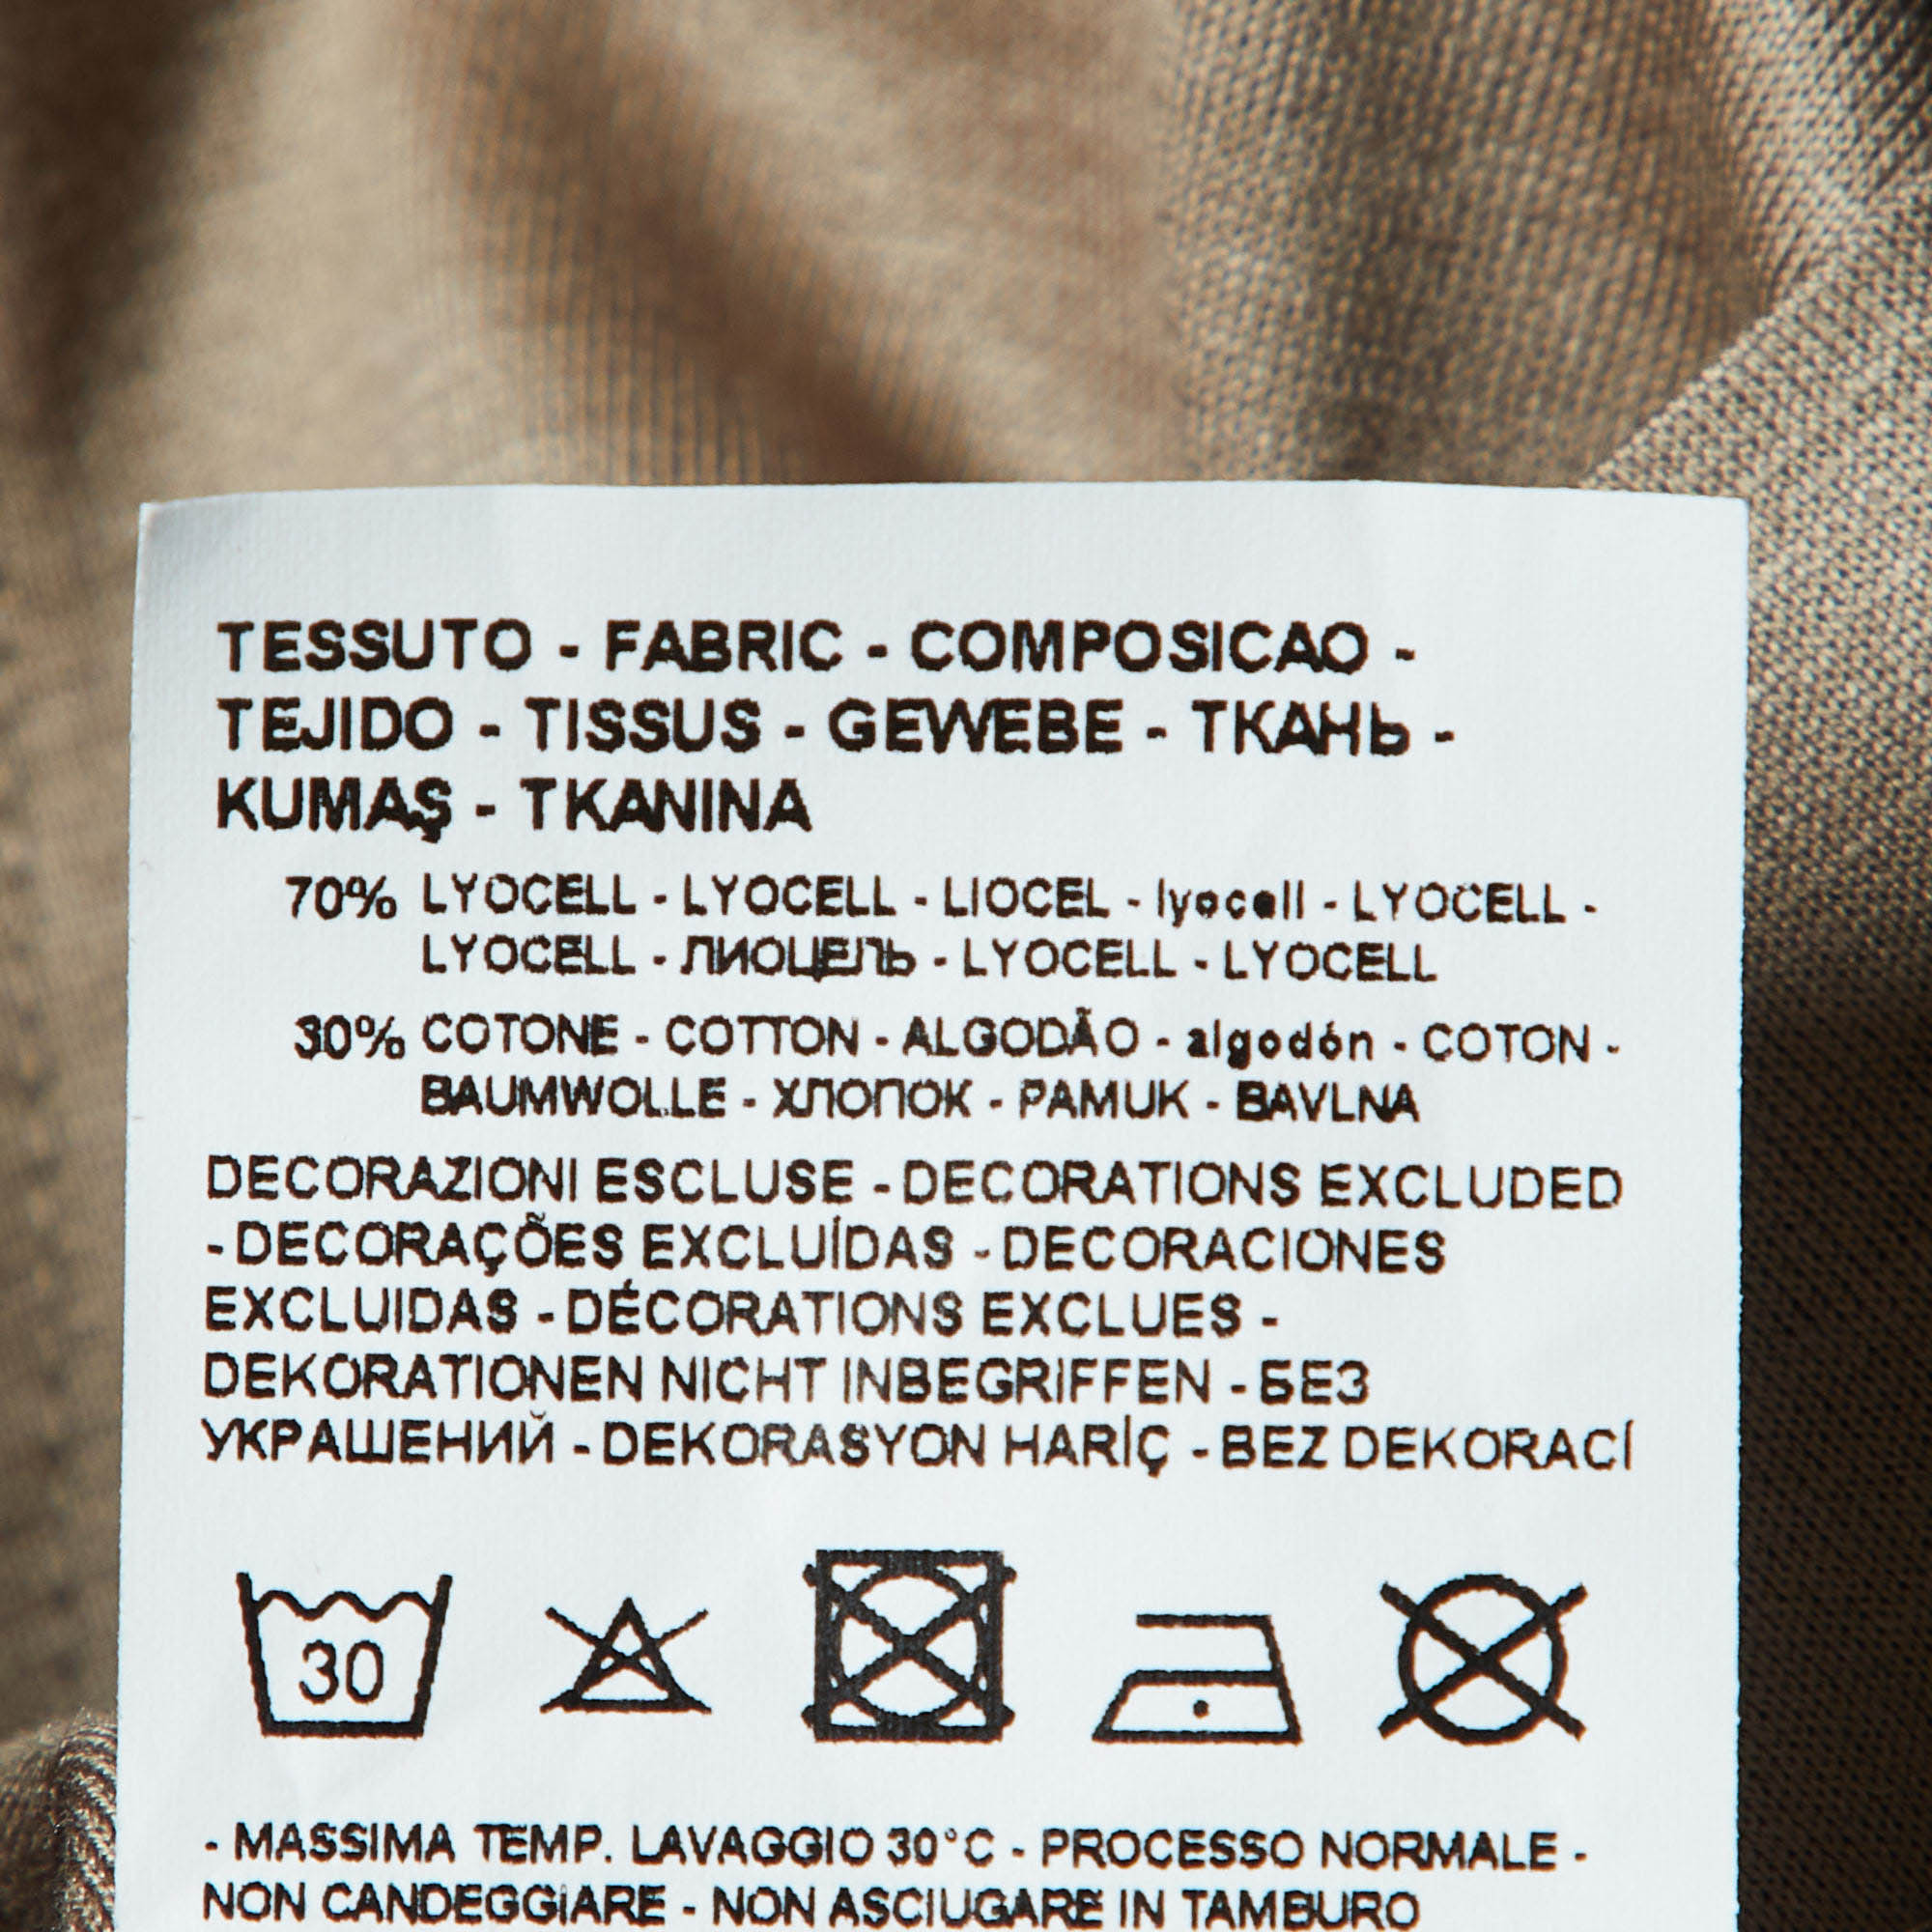 TESSUTO - FABRIC - COMPOSICAO -
TEJIDO - TISSUS - GEWEBE - ТКАНЬ -
KUMAŞ - TKANINA
70% LYOCELL - LYOCELL - LIOCEL - lyocell - LYOCELL -
LYOCELL - ЛИОЦЕЛЬ - LYOCELL - LYOCELL
30% COTONE - COTTON - ALGODÃO - algodón - COTON -
BAUMWOLLE - ХЛОПОК - PAMUK - BAVLNA
DECORAZIONI ESCLUSE - DECORATIONS EXCLUDED
- DECORAÇÕES EXCLUÍDAS - DECORACIONES
EXCLUIDAS - DÉCORATIONS EXCLUES -
DEKORATIONEN NICHT INBEGRIFFEN - БЕЗ
УКРАШЕНИЙ - DEKORASYON HARİÇ - BEZ DEKORACÍ
30
- MASSIMA TEMP. LAVAGGIO 30°C - PROCESSO NORMALE -
NON CANDEGGIARE - NON ASCIUGARE IN TAMBURO